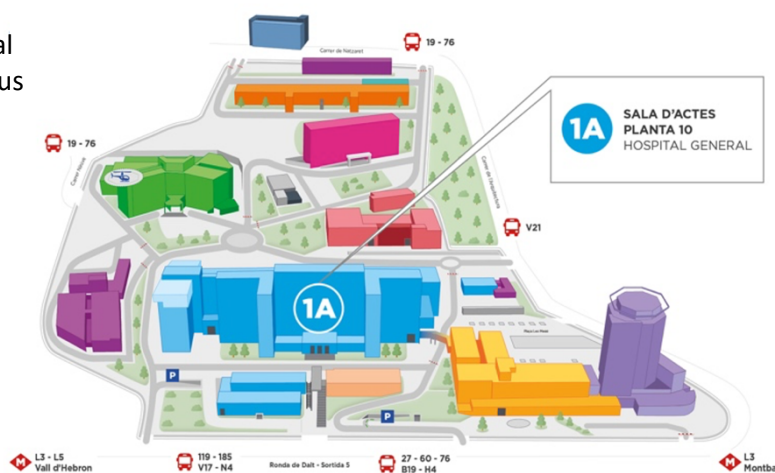 al
us
19 - 76
Carrer de Natzaret
19 - 76
1A
SALA D'ACTES
PLANTA 10
HOSPITAL GENERAL
V21
1A
P
P
L3 - L5
Vall d'Hebron
119 - 185
V17 - N4
Ronda de Dalt - Sortida 5
27 - 60 - 76
B19 - H4
L3
Montba